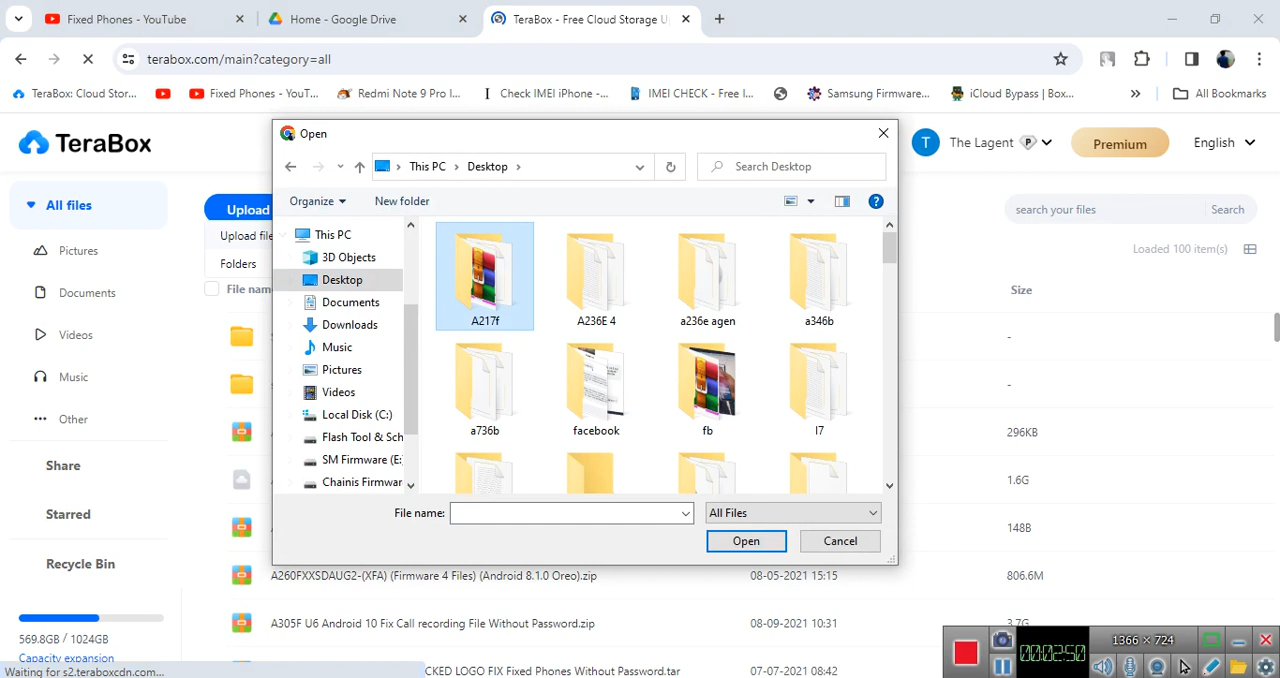 Fixed Phones - YouTube
Home - Google Drive
TeraBox - Free Cloud Storage U
terabox.com/main?category=all
TeraBox: Cloud Stor...
Fixed Phones - YouT...
Redmi Note 9 Pro I...
Check IMEI iPhone -...
IMEI CHECK - Free I...
Samsung Firmware...
iCloud Bypass | Box...
All Bookmarks
TeraBox
The Lagent
P
Premium
English
T
All files
Pictures
Documents
Videos
Music
Other
Share
Starred
Recycle Bin
569.8GB / 1024GB
Capacity expansion
Upload
Upload file
Folders
File nam
search your files
Search
Loaded 100 item(s)
Size
-
-
296KB
1.6G
148B
A260FXXSDAUG2-(XFA) (Firmware 4 Files) (Android 8.1.0 Oreo).zip
08-05-2021 15:15
806.6M
A305F U6 Android 10 Fix Call recording File Without Password.zip
08-09-2021 10:31
3.7G
CKED LOGO FIX Fixed Phones Without Password.tar
07-07-2021 08:42
Waiting for s2.teraboxcdn.com...
Open
This PC
Desktop
Search Desktop
Organize
New folder
This PC
3D Objects
Desktop
Documents
Downloads
Music
Pictures
Videos
Local Disk (C:)
Flash Tool & Sch
SM Firmware (E:
Chainis Firmwar
A217f
A236E 4
a236e agen
a346b
a736b
facebook
fb
I7
File name:
All Files
Open
Cancel
00:02:50
1366 × 724